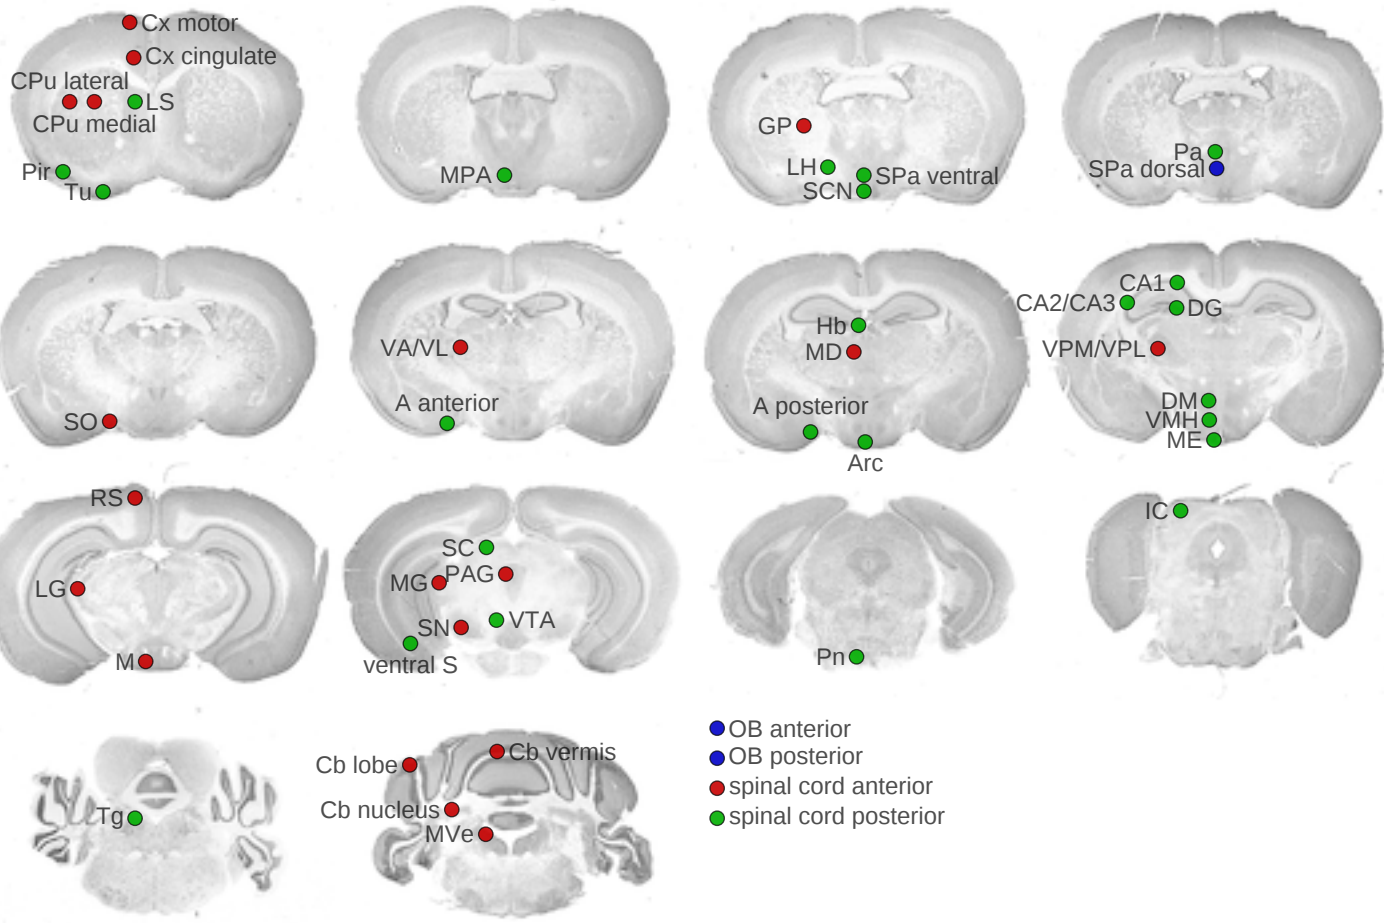 Cx motor
Cx cingulate
CPu lateral
LS
CPu medial
Pir
Tu
MPA
GP
LH
SPa ventral
SCN
Pa
SPa dorsal
SO
VA/VL
A anterior
Hb
MD
A posterior
Arc
CA1
CA2/CA3
DG
VPM/VPL
DM
VMH
ME
RS
LG
M
SC
MG
PAG
SN
VTA
ventral S
Pn
IC
Tg
Cb lobe
Cb vermis
Cb nucleus
MVe
OB anterior
OB posterior
spinal cord anterior
spinal cord posterior